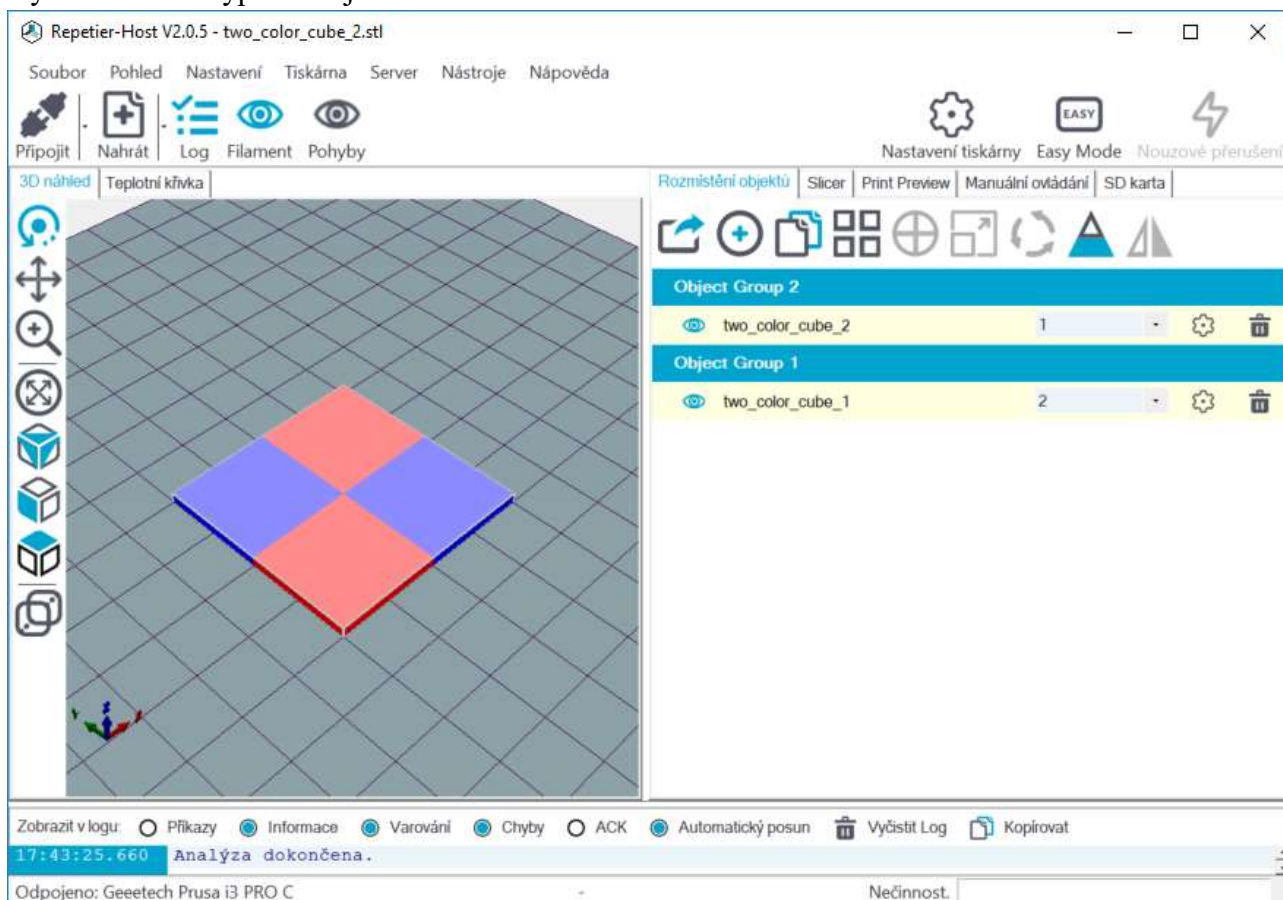 Repetier-Host V2.0.5 - two_color_cube_2.stl
Soubor Pohled Nastavení Tiskárna Server Nástroje Nápověda
EASY
Připojit Nahrát Log Filament Pohyby Nastavení tiskárny Easy Mode Nouzové přerušení
3D náhled Teplotní křivka Rozmístění objektů Slicer Print Preview Manuální ovládání SD karta
Object Group 2
two_color_cube_2 1
Object Group 1
two_color_cube_1 2
Zobrazit v logu: Příkazy Informace Varování Chyby ACK Automatický posun Vyčistit Log Kopírovat
17:43:25.660 Analýza dokončena.
Odpojeno: Geeetech Prusa i3 PRO C - Nečinnost.